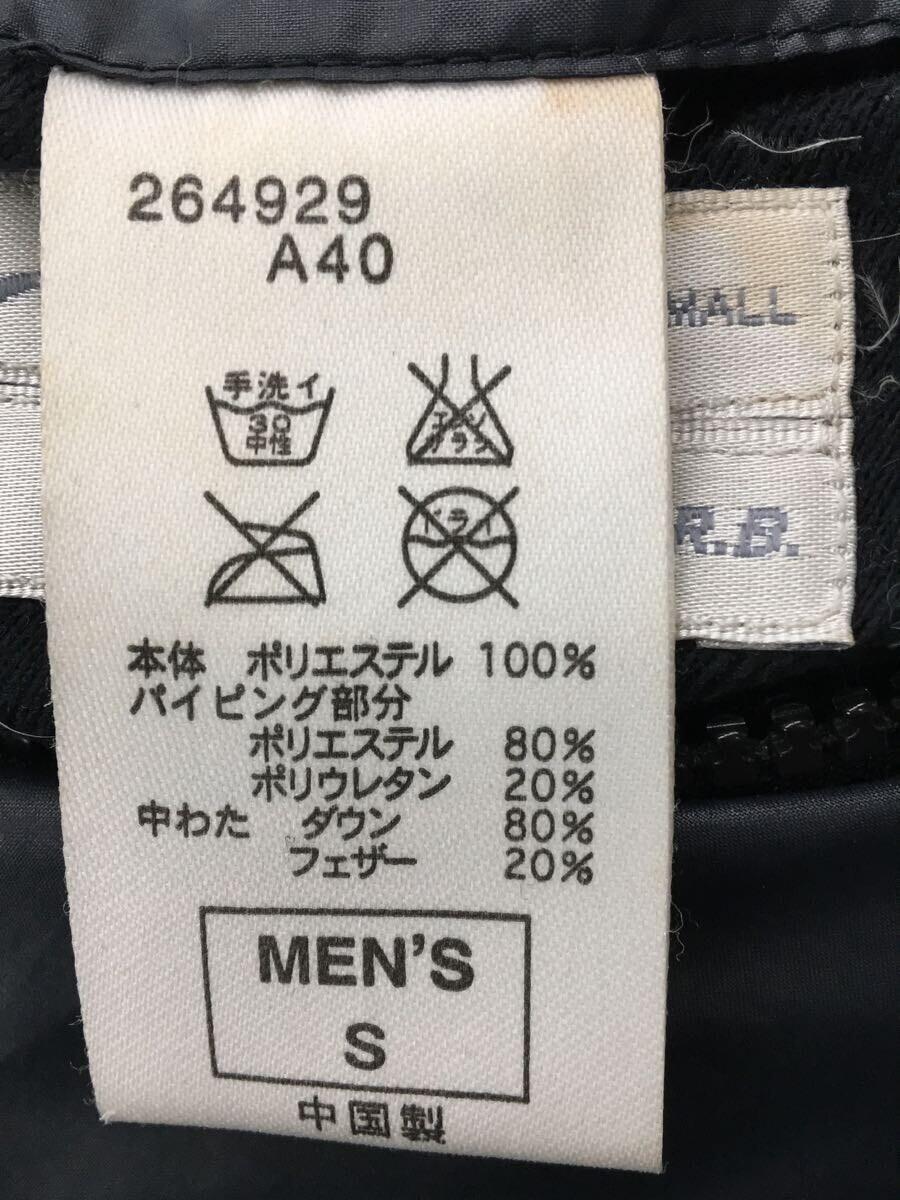 264929
A40
手洗イ
30
中性
エンソ
サラシ
ドライ
本体 ポリエステル 100%
パイピング部分
ポリエステル 80%
ポリウレタン 20%
中わた ダウン 80%
フェザー 20%
MEN'S
S
中国製
MALL
R.B.